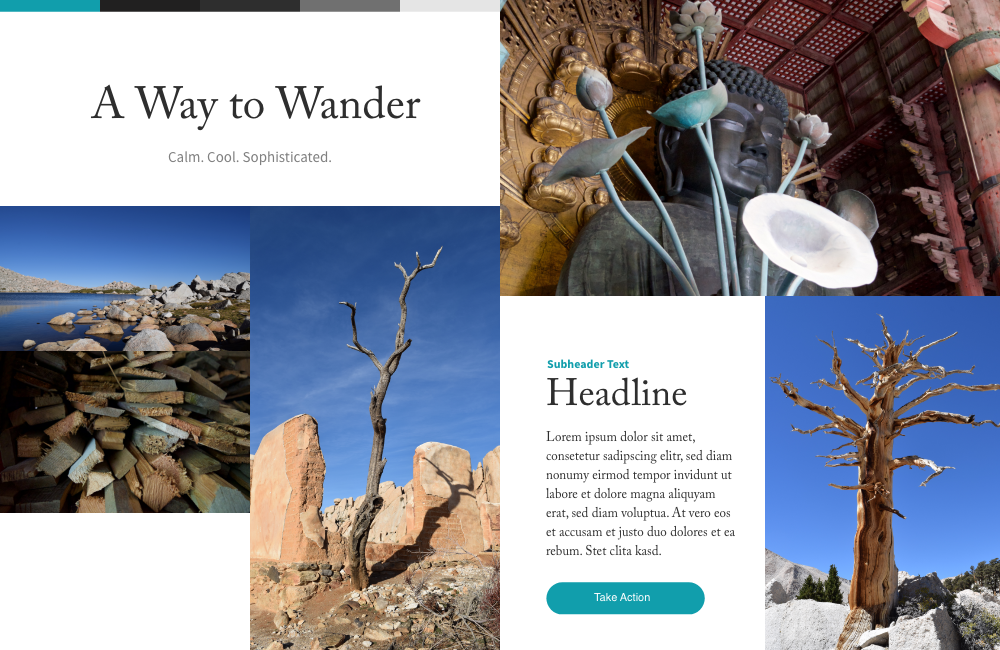 A Way to Wander
Calm. Cool. Sophisticated.
Subheader Text
Headline
Lorem ipsum dolor sit amet,
consetetur sadipscing elitr, sed diam
nonumy eirmod tempor invidunt ut
labore et dolore magna aliquyam
erat, sed diam voluptua. At vero eos
et accusam et justo duo dolores et ea
rebum. Stet clita kasd.
Take Action